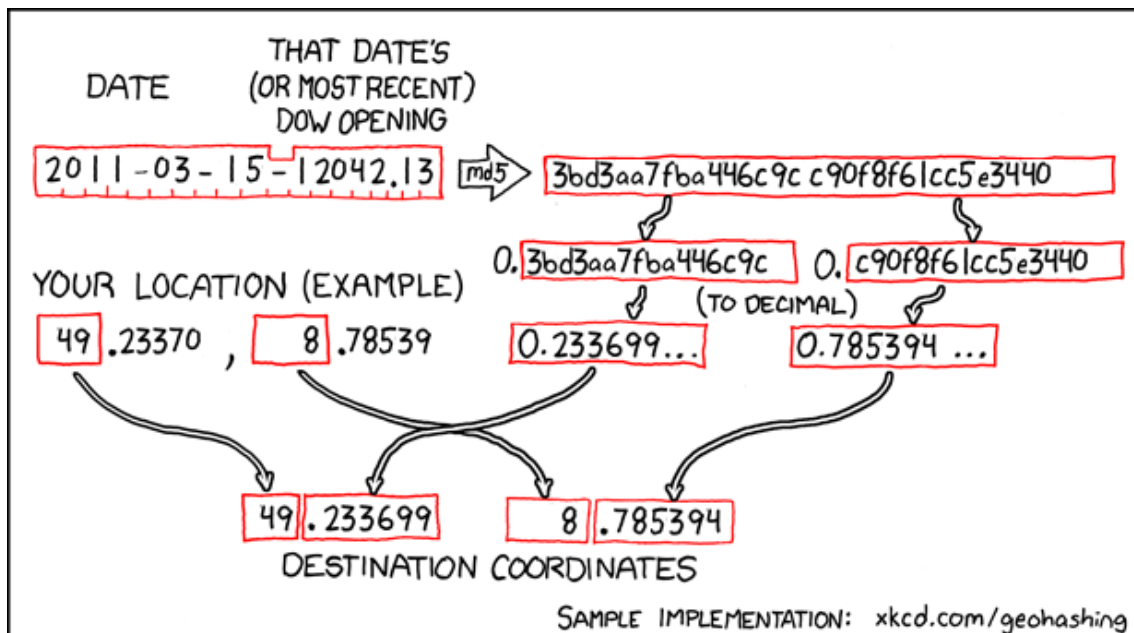 DATE
THAT DATE'S
(OR MOST RECENT)
DOW OPENING
2011-03-15-12042.13
md5
3bd3aa7fba446c9c c90f8f61cc5e3440
0.3bd3aa7fba446c9c
0. c90f8f61cc5e3440
(TO DECIMAL)
YOUR LOCATION (EXAMPLE)
49.23370, 8.78539
0.233699...
0.785394 ...
49.233699 8.785394
DESTINATION COORDINATES
SAMPLE IMPLEMENTATION: xkcd.com/geohashing